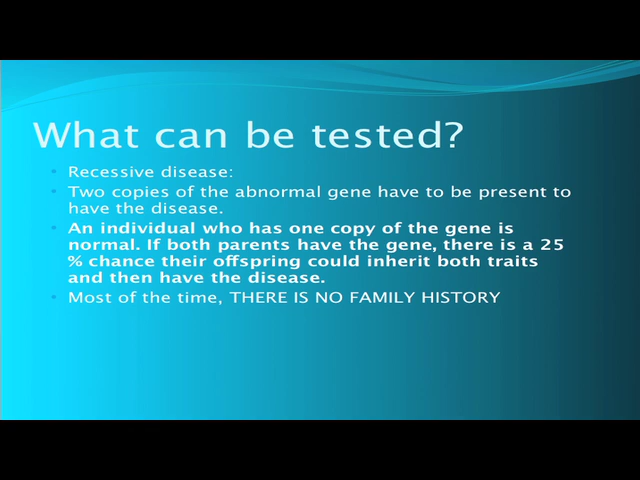 What can be tested?
• Recessive disease:
• Two copies of the abnormal gene have to be present to
have the disease.
• An individual who has one copy of the gene is
normal. If both parents have the gene, there is a 25
% chance their offspring could inherit both traits
and then have the disease.
• Most of the time, THERE IS NO FAMILY HISTORY